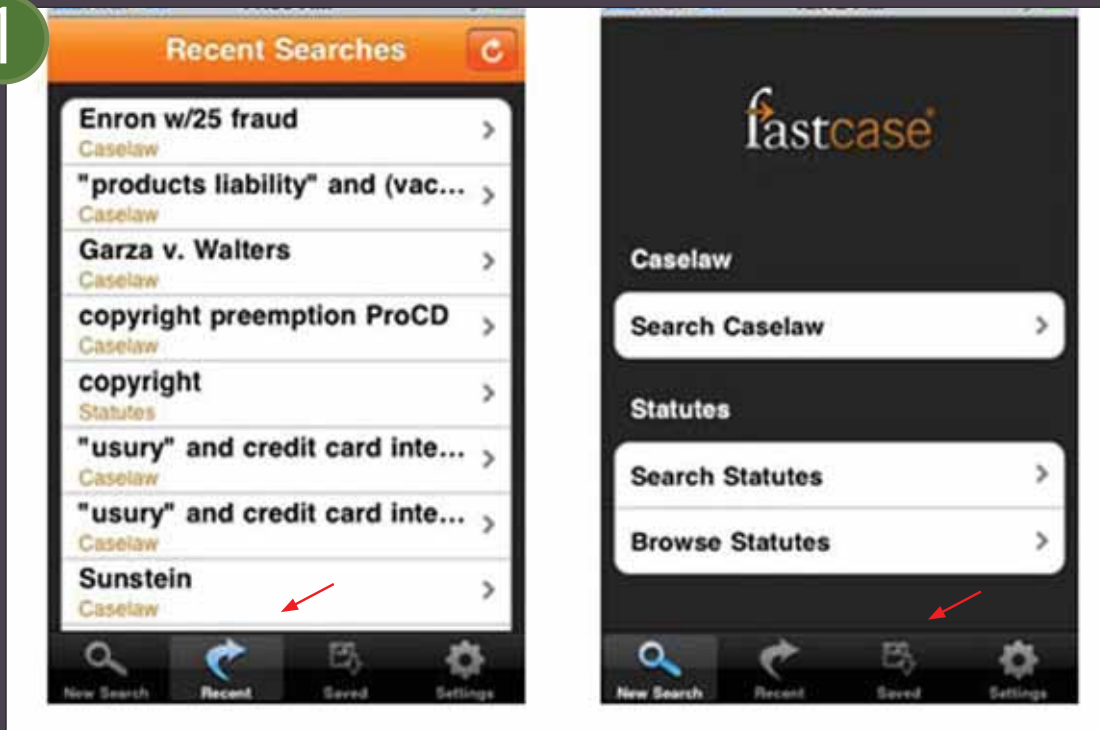 1
Recent Searches
Enron w/25 fraud
Caselaw
"products liability" and (vac...
Caselaw
Garza v. Walters
Caselaw
copyright preemption ProCD
Caselaw
copyright
Statutes
"usury" and credit card inte...
Caselaw
"usury" and credit card inte...
Caselaw
Sunstein
Caselaw
New Search
Recent
Saved
Settings
fastcase
Caselaw
Search Caselaw
Statutes
Search Statutes
Browse Statutes
New Search
Recent
Saved
Settings